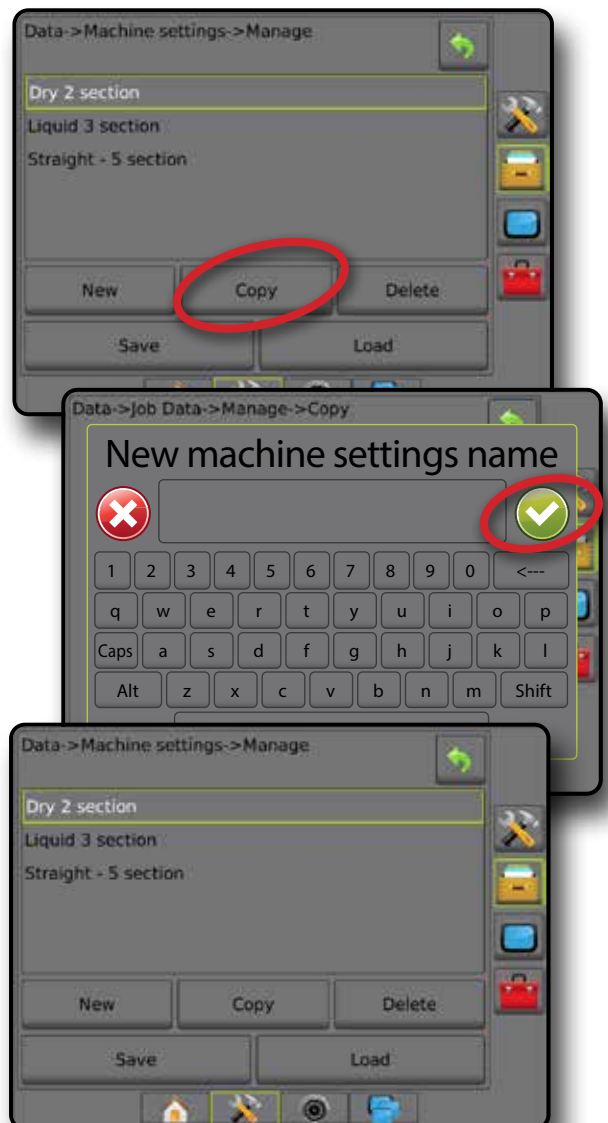 Data->Machine settings->Manage
Dry 2 section
Liquid 3 section
Straight - 5 section
New Copy Delete
Save Load
Data->Job Data->Manage->Copy
New machine settings name
1 2 3 4 5 6 7 8 9 0 <---
q w e r t y u i o p
Caps a s d f g h j k l
Alt z x c v b n m Shift
Data->Machine settings->Manage
Dry 2 section
Liquid 3 section
Straight - 5 section
New Copy Delete
Save Load